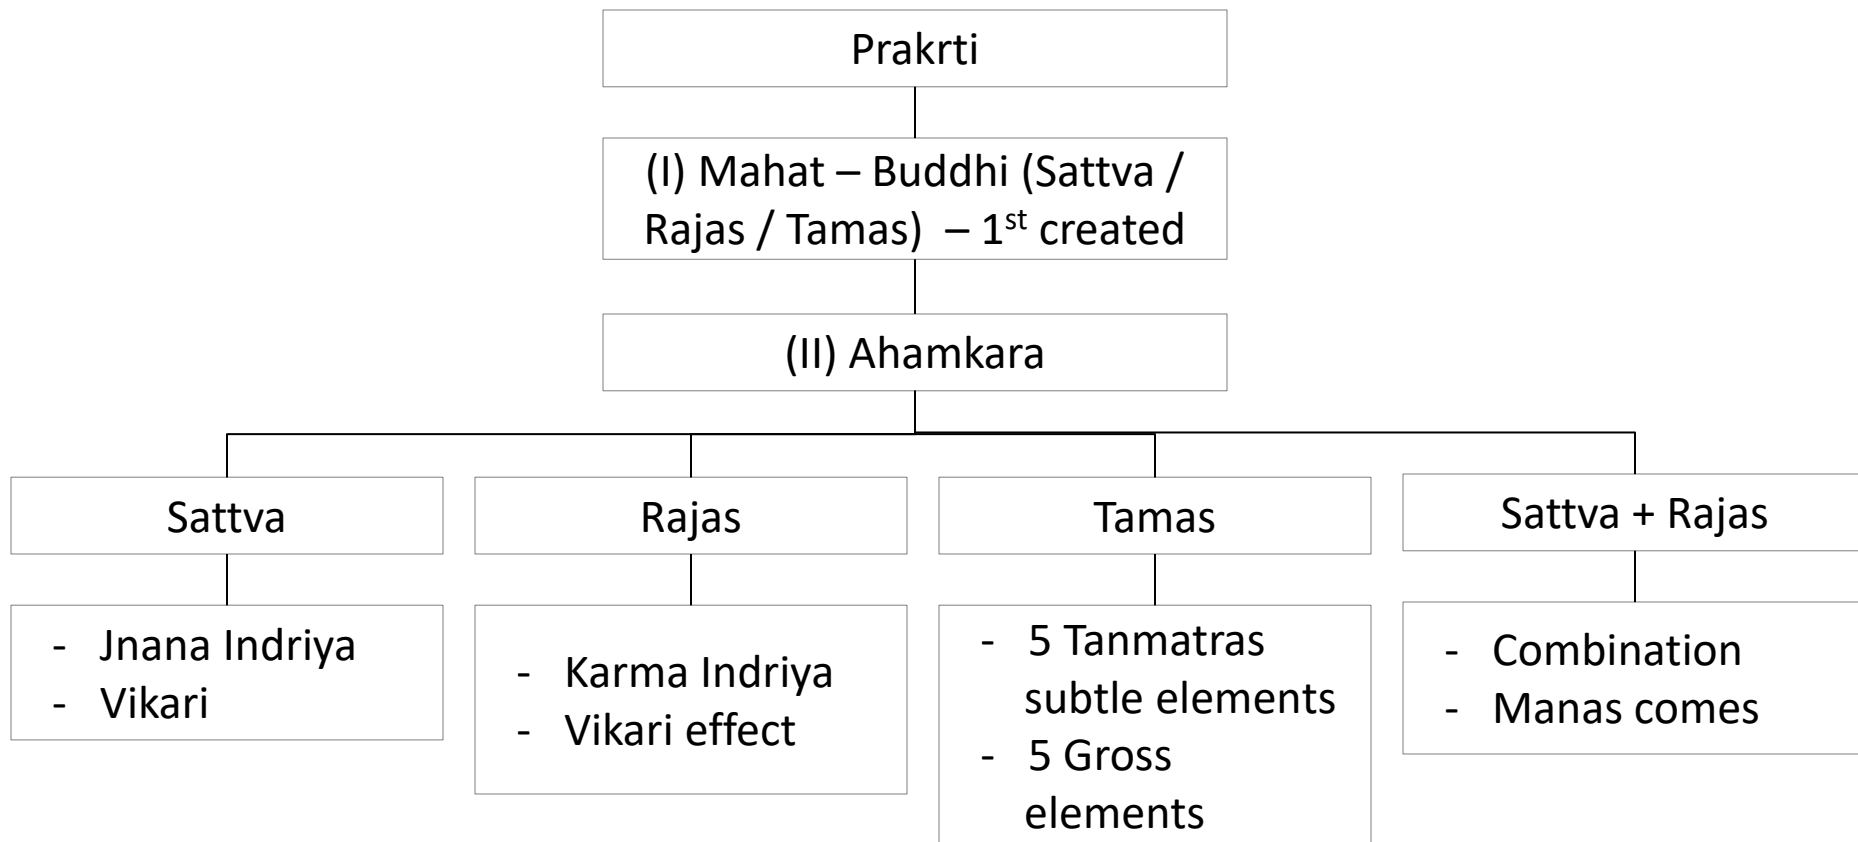 Prakrti
(I) Mahat – Buddhi (Sattva /
Rajas / Tamas)  – 1st created
(II) Ahamkara
Sattva
- Jnana Indriya
- Vikari
Rajas
- Karma Indriya
- Vikari effect
Tamas
- 5 Tanmatras
subtle elements
- 5 Gross
elements
Sattva + Rajas
- Combination
- Manas comes